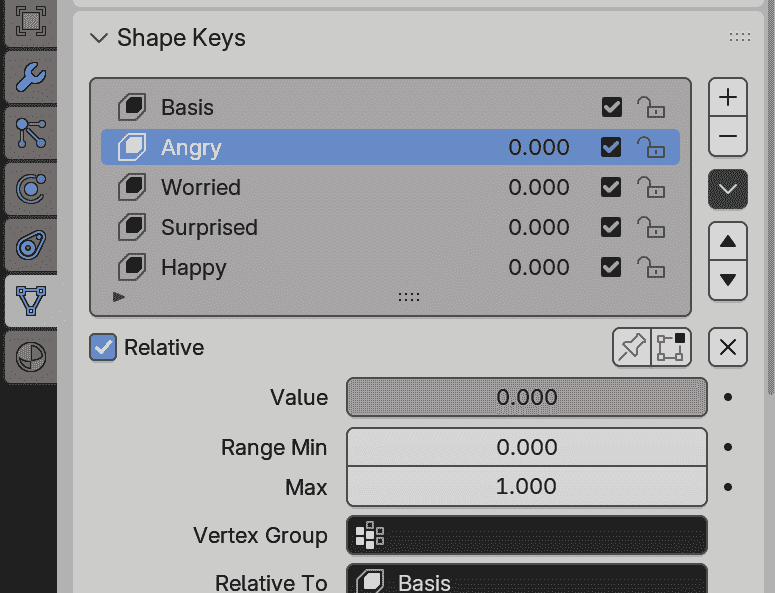 Shape Keys
Basis
Angry 0.000
Worried 0.000
Surprised 0.000
Happy 0.000
Relative
Value 0.000
Range Min 0.000
Max 1.000
Vertex Group
Relative To Basis